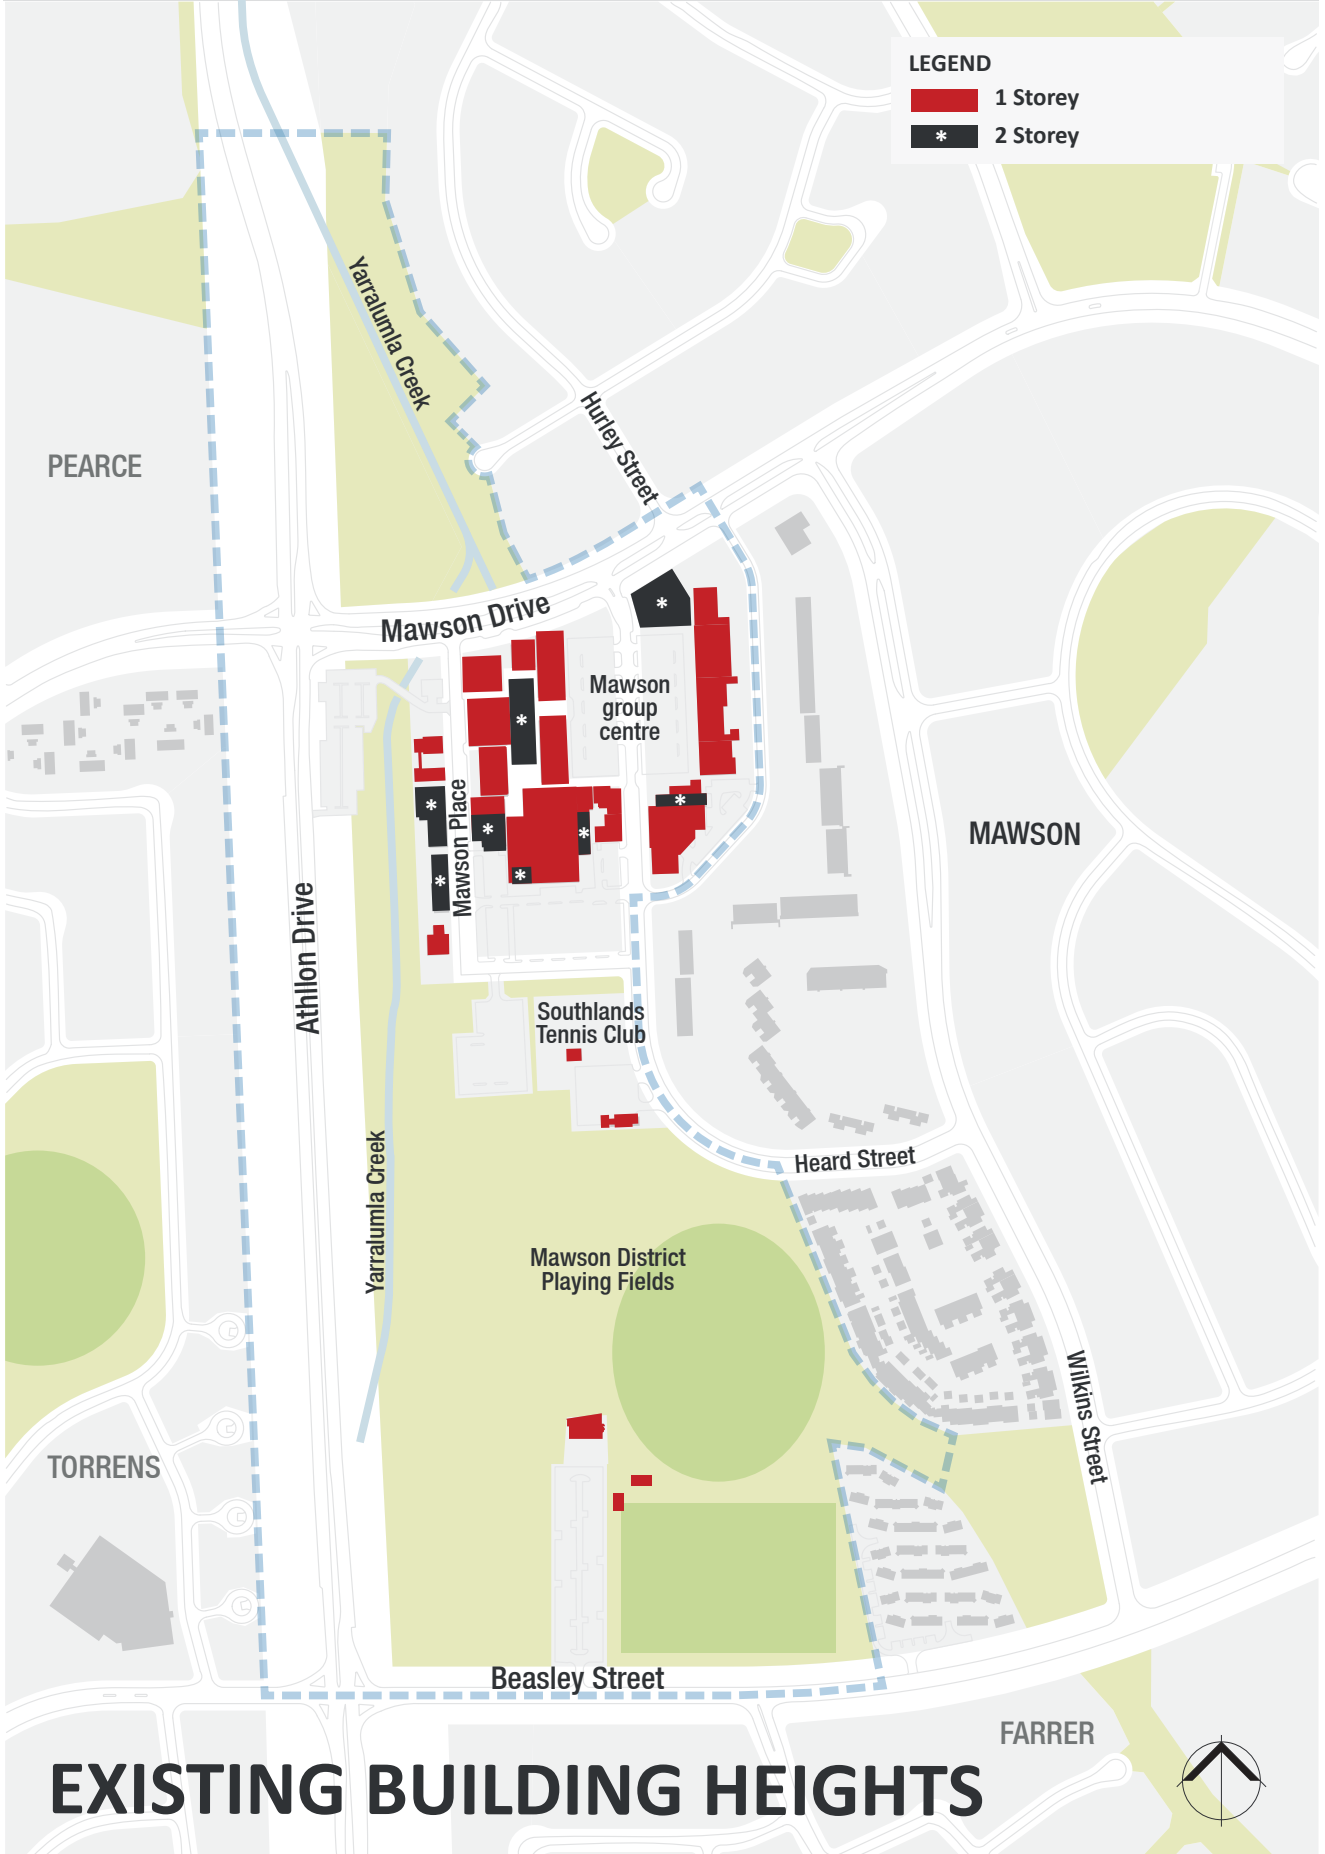 LEGEND
1 Storey
* 2 Storey
Yarralumla Creek
Hurley Street
PEARCE
Mawson Drive
*
Mawson
group
centre
*
*
*
*
*
*
*
Mawson Place
MAWSON
Athllon Drive
Southlands
Tennis Club
Heard Street
Yarralumla Creek
Mawson District
Playing Fields
Wilkins Street
TORRENS
Beasley Street
FARRER
EXISTING BUILDING HEIGHTS